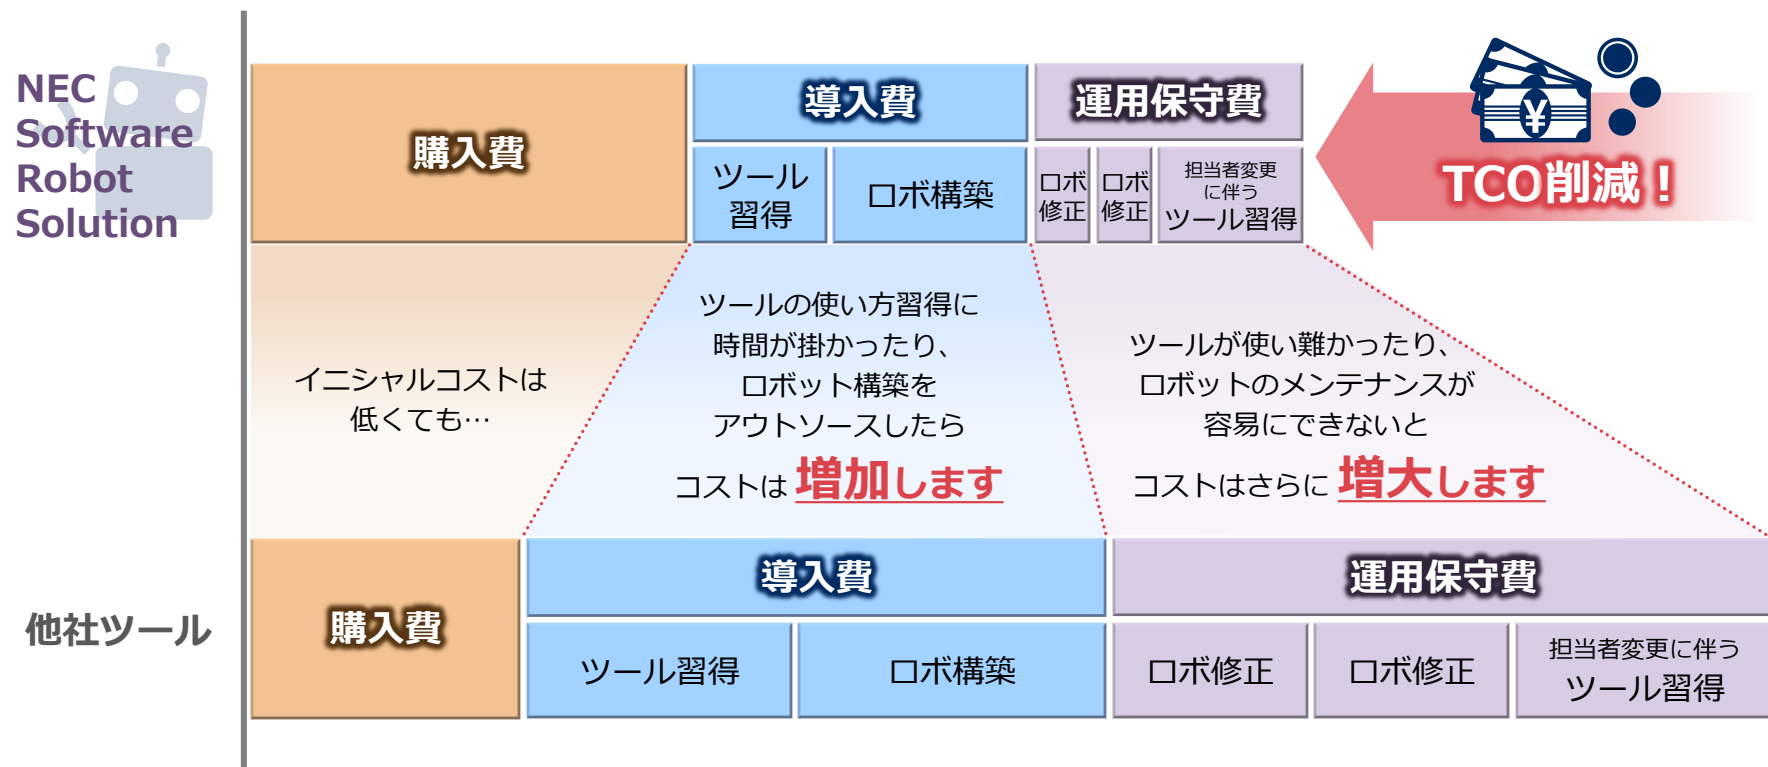 NEC
Software
Robot
Solution
購入費
導入費
ツール
習得
ロボ構築
運用保守費
ロボ
修正
ロボ
修正
担当者変更
に伴う
ツール習得
¥
TCO削減！
イニシャルコストは
低くても…
ツールの使い方習得に
時間が掛かったり、
ロボット構築を
アウトソースしたら
コストは 増加します
ツールが使い難かったり、
ロボットのメンテナンスが
容易にできないと
コストはさらに 増大します
他社ツール
購入費
導入費
ツール習得
ロボ構築
運用保守費
ロボ修正
ロボ修正
担当者変更に伴う
ツール習得